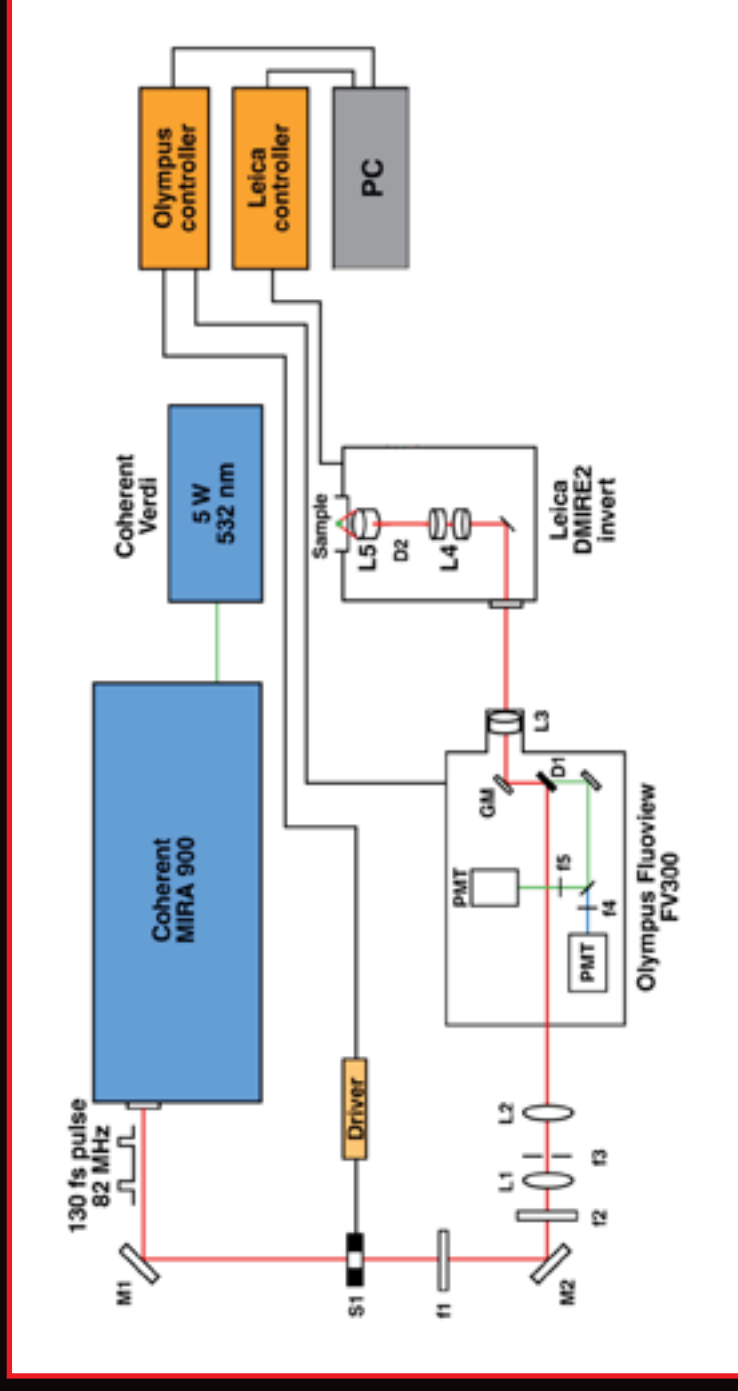 130 fs pulse
82 MHz
M1
Coherent
MIRA 900
Coherent
Verdi
5 W
532 nm
Olympus
controller
Leica
controller
PC
S1
Driver
f1
M2
f2
L1
f3
L2
PMT
PMT
f4
f5
GM
D1
L3
Olympus Fluoview
FV300
Sample
L5
D2
L4
Leica
DMIRE2
invert